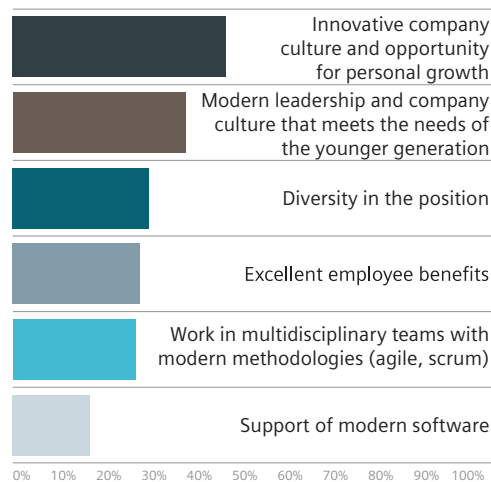 Innovative company
culture and opportunity
for personal growth
Modern leadership and company
culture that meets the needs of
the younger generation
Diversity in the position
Excellent employee benefits
Work in multidisciplinary teams with
modern methodologies (agile, scrum)
Support of modern software
0% 10% 20% 30% 40% 50% 60% 70% 80% 90% 100%